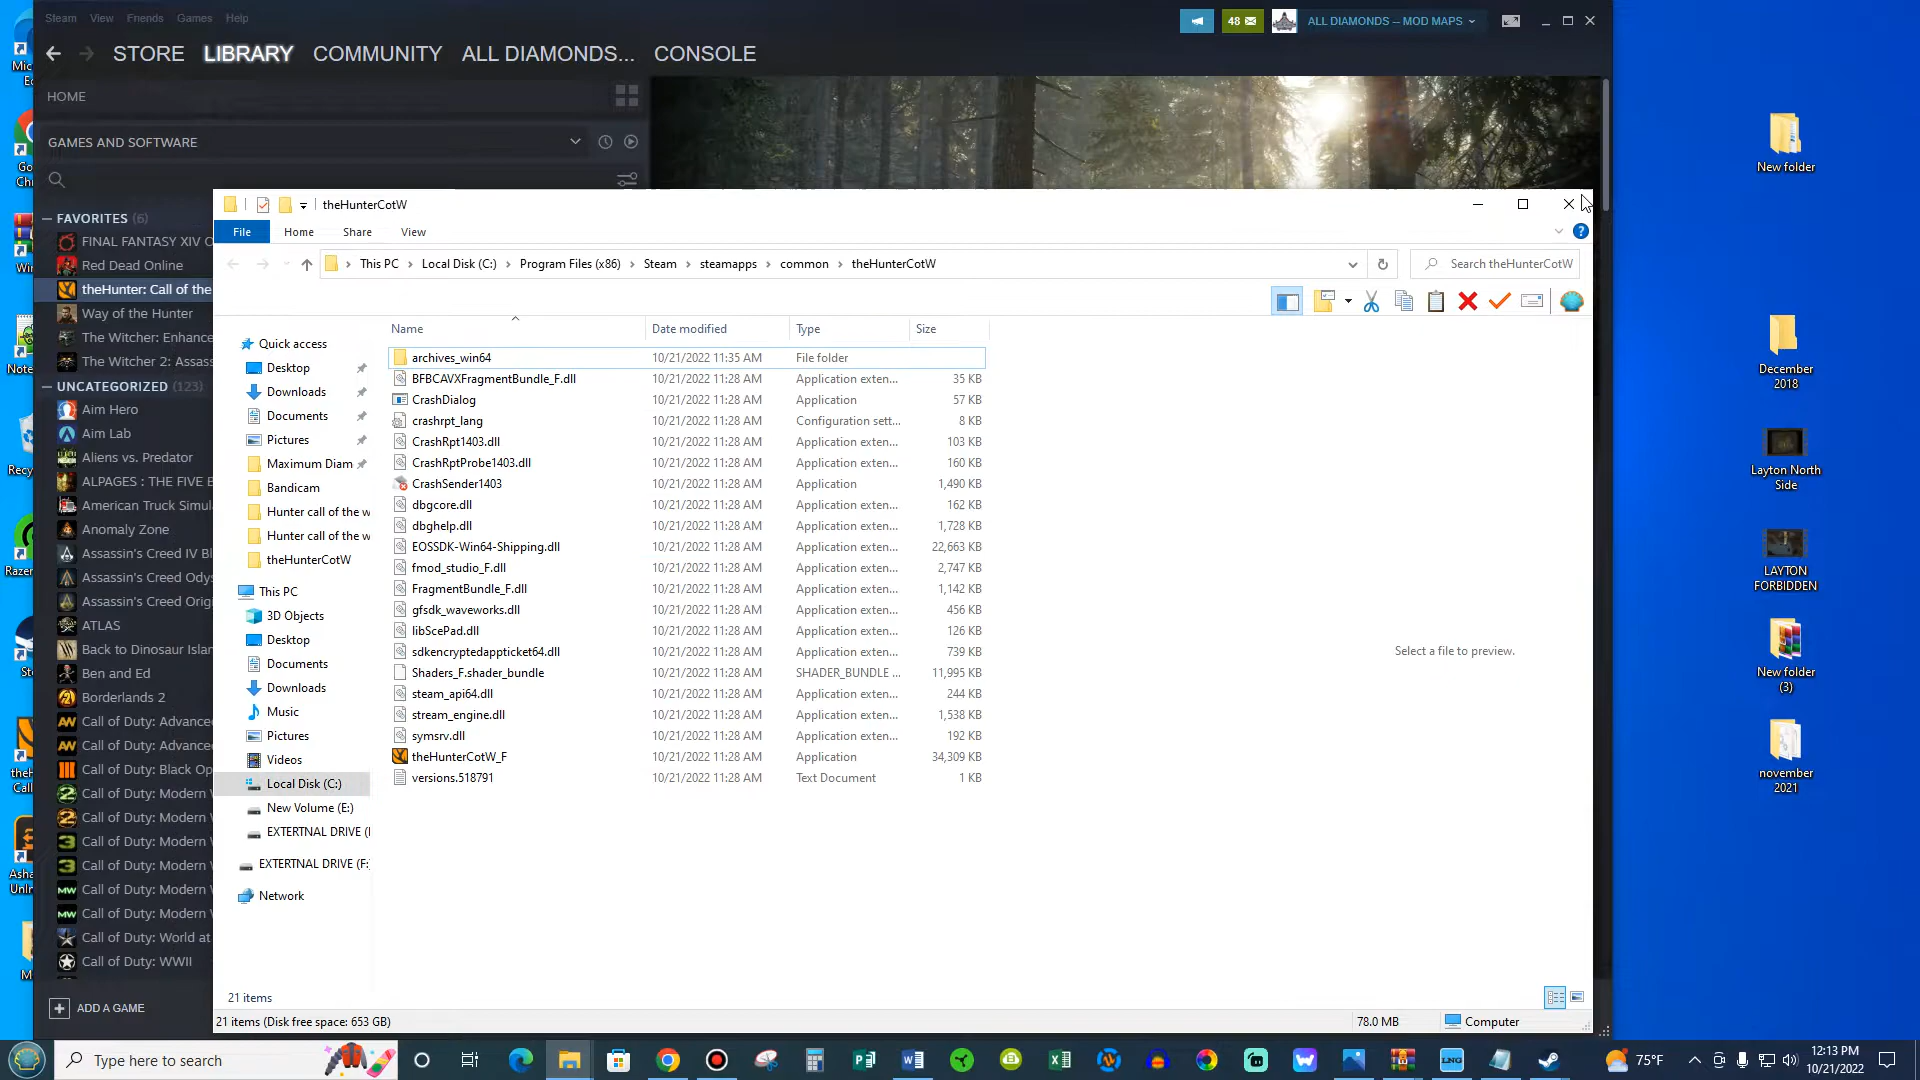 Steam View Friends Games Help
48
ALL DIAMONDS -- MOD MAPS
STORE LIBRARY COMMUNITY ALL DIAMONDS... CONSOLE
HOME
GAMES AND SOFTWARE
FAVORITES (6)
FINAL FANTASY XIV O
Red Dead Online
theHunter: Call of the
Way of the Hunter
The Witcher: Enhance
The Witcher 2: Assass
UNCATEGORIZED (123)
Aim Hero
Aim Lab
Aliens vs. Predator
ALPAGES : THE FIVE B
American Truck Simul
Anomaly Zone
Assassin's Creed IV Bl
Assassin's Creed Odys
Assassin's Creed Origi
ATLAS
Back to Dinosaur Islan
Ben and Ed
Borderlands 2
Call of Duty: Advanced
Call of Duty: Advanced
Call of Duty: Black Op
Call of Duty: Modern W
Call of Duty: Modern W
Call of Duty: Modern W
Call of Duty: Modern W
Call of Duty: Modern W
Call of Duty: Modern W
Call of Duty: World at
Call of Duty: WWII
ADD A GAME
theHunterCotW
File Home Share View
This PC Local Disk (C:) Program Files (x86) Steam steamapps common theHunterCotW
Search theHunterCotW
Quick access
Desktop
Downloads
Documents
Pictures
Maximum Diam
Bandicam
Hunter call of the w
Hunter call of the w
theHunterCotW
This PC
3D Objects
Desktop
Documents
Downloads
Music
Pictures
Videos
Local Disk (C:)
New Volume (E:)
EXTERTNAL DRIVE (
EXTERTNAL DRIVE (F:
Network
Name Date modified Type Size
archives_win64 10/21/2022 11:35 AM File folder
BFBCAVXFragmentBundle_F.dll 10/21/2022 11:28 AM Application exten... 35 KB
CrashDialog 10/21/2022 11:28 AM Application 57 KB
crashrpt_lang 10/21/2022 11:28 AM Configuration sett... 8 KB
CrashRpt1403.dll 10/21/2022 11:28 AM Application exten... 103 KB
CrashRptProbe1403.dll 10/21/2022 11:28 AM Application exten... 160 KB
CrashSender1403 10/21/2022 11:28 AM Application 1,490 KB
dbgcore.dll 10/21/2022 11:28 AM Application exten... 162 KB
dbghelp.dll 10/21/2022 11:28 AM Application exten... 1,728 KB
EOSSDK-Win64-Shipping.dll 10/21/2022 11:28 AM Application exten... 22,663 KB
fmod_studio_F.dll 10/21/2022 11:28 AM Application exten... 2,747 KB
FragmentBundle_F.dll 10/21/2022 11:28 AM Application exten... 1,142 KB
gfsdk_waveworks.dll 10/21/2022 11:28 AM Application exten... 456 KB
libScePad.dll 10/21/2022 11:28 AM Application exten... 126 KB
sdkencryptedappticket64.dll 10/21/2022 11:28 AM Application exten... 739 KB
Shaders_F.shader_bundle 10/21/2022 11:28 AM SHADER_BUNDLE ... 11,995 KB
steam_api64.dll 10/21/2022 11:28 AM Application exten... 244 KB
stream_engine.dll 10/21/2022 11:28 AM Application exten... 1,538 KB
symsrv.dll 10/21/2022 11:28 AM Application exten... 192 KB
theHunterCotW_F 10/21/2022 11:28 AM Application 34,309 KB
versions.518791 10/21/2022 11:28 AM Text Document 1 KB
Select a file to preview.
21 items
21 items (Disk free space: 653 GB) 78.0 MB Computer
New folder
December
2018
Layton North
Side
LAYTON
FORBIDDEN
New folder
(3)
november
2021
Type here to search
LNG
75°F
12:13 PM
10/21/2022